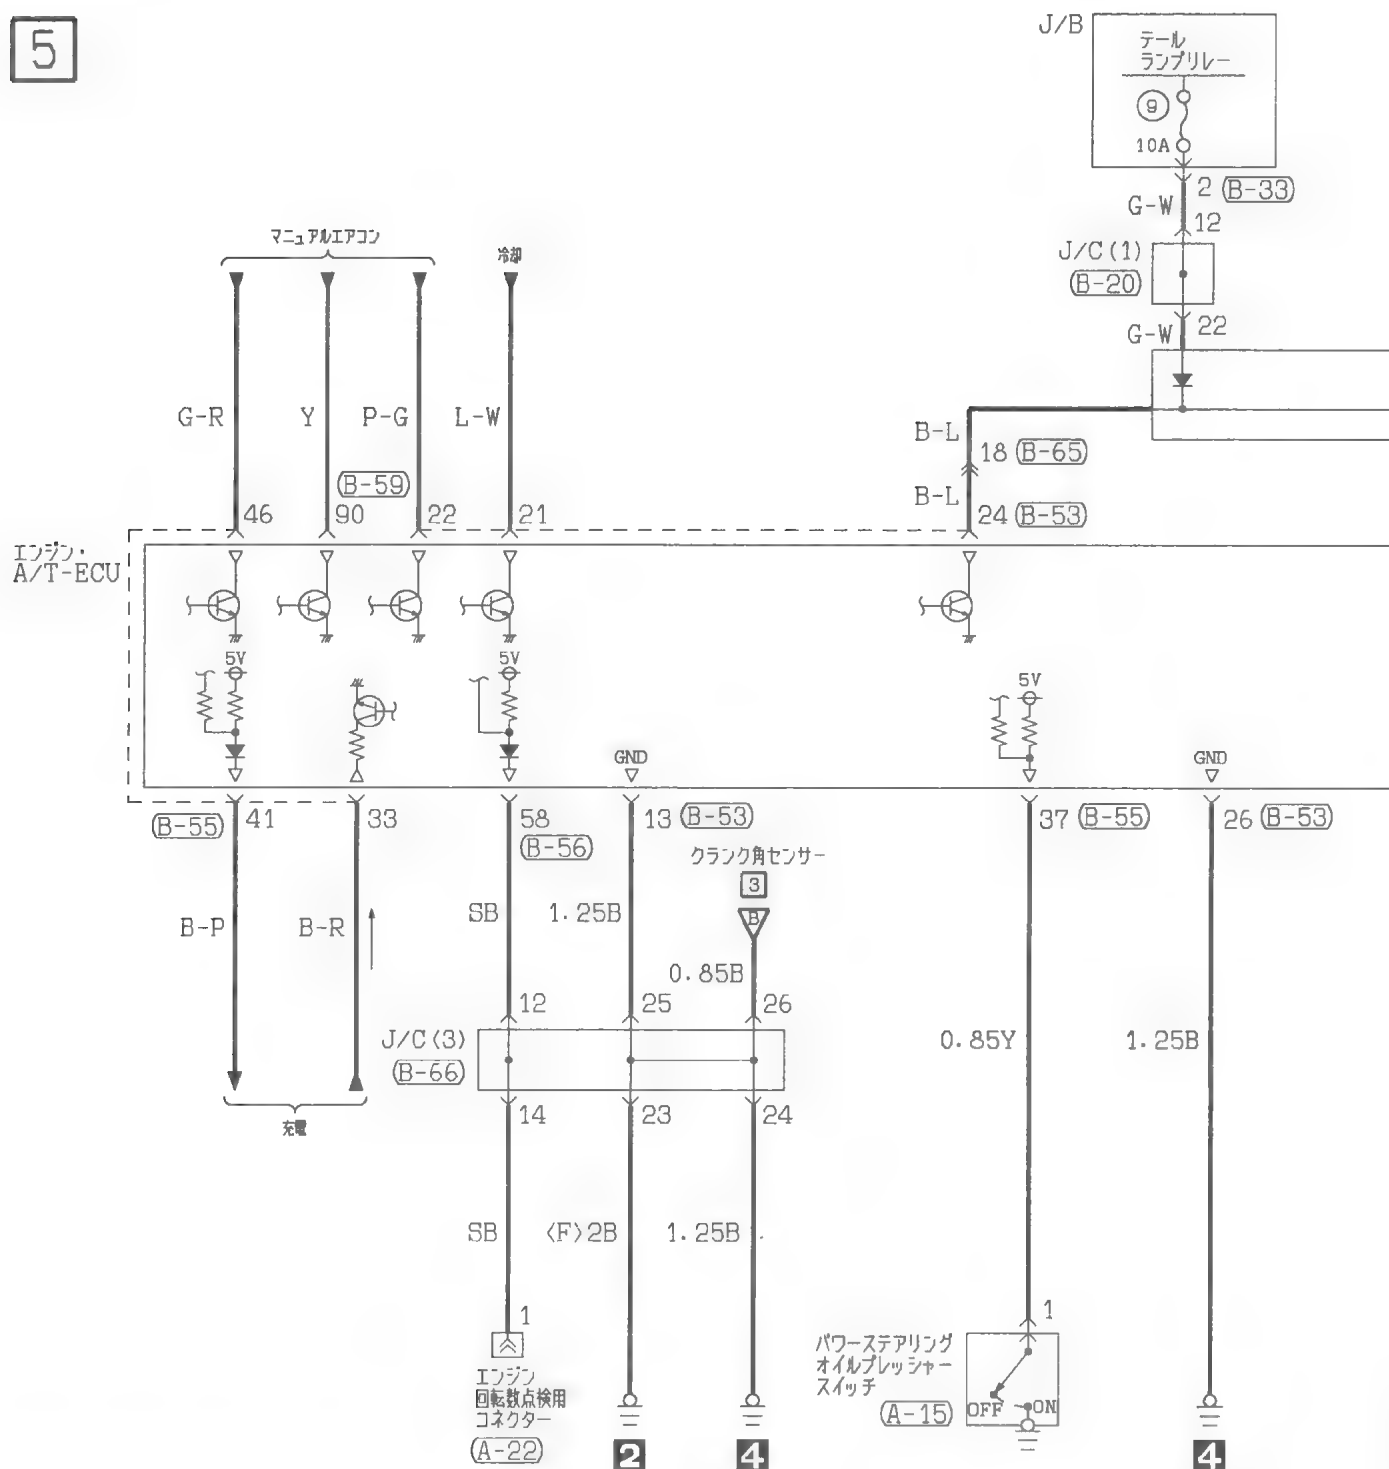 5
J/B
テール
ランプリレー
9
10A
2 B-33
G-W
12
J/C(1)
B-20
G-W 22
マニュアルエアコン
冷却
G-R Y P-G L-W
B-L
18 B-65
B-L
B-59
46 90 22 21 24 B-53
エンジン・
A/T-ECU
5V 5V 5V
GND GND
B-55 41 33 58 13 B-53 37 B-55 26 B-53
B-56
クランク角センサー
3
B
B-P B-R SB 1.25B
0.85B
12 25 26
J/C(3)
B-66
0.85Y 1.25B
14 23 24
充電
SB <F>2B 1.25B
1 1
エンジン
回転数点検用
コネクター
A-22
パワーステアリング
オイルプレッシャー
スイッチ
A-15
OFF ON
2 4 4